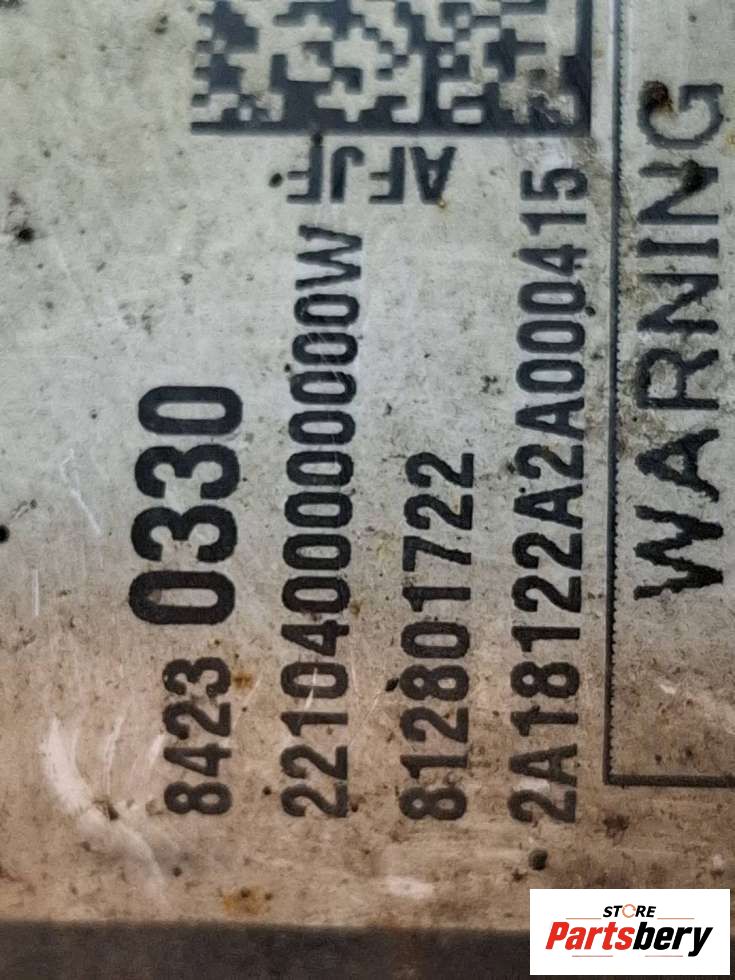 AFJF
8423 0330
2210400000000W
812801722
2A18122A2A000415
WARNING
STORE
Partsbery